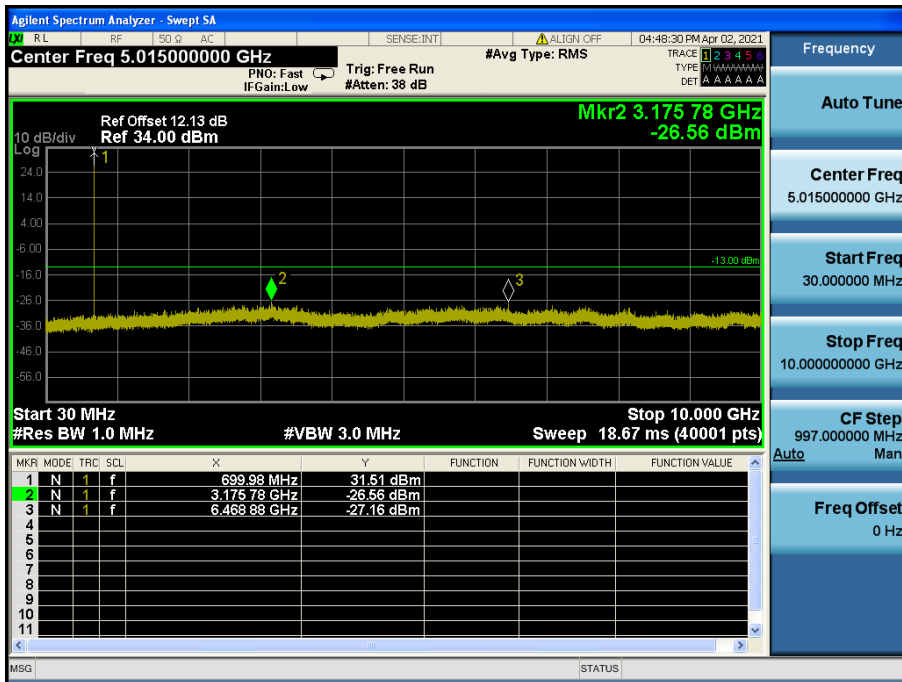 Agilent Spectrum Analyzer - Swept SA
LXI RL RF 50 Ω AC SENSE:INT ALIGN OFF 04:48:30 PM Apr 02, 2021
Center Freq 5.015000000 GHz #Avg Type: RMS TRACE 1 2 3 4 5 6
PNO: Fast Trig: Free Run TYPE MWWWWW
IFGain:Low #Atten: 38 dB DET A A A A A A
Mkr2 3.175 78 GHz
-26.56 dBm
Ref Offset 12.13 dB
10 dB/div Ref 34.00 dBm
Log
1
24.0
14.0
4.00
-6.00
-13.00 dBm
-16.0
2 3
-26.0
-36.0
-46.0
-56.0
Start 30 MHz Stop 10.000 GHz
#Res BW 1.0 MHz #VBW 3.0 MHz Sweep 18.67 ms (40001 pts)
MKR MODE TRC SCL X Y FUNCTION FUNCTION WIDTH FUNCTION VALUE
1 N 1 f 699.98 MHz 31.51 dBm
2 N 1 f 3.175 78 GHz -26.56 dBm
3 N 1 f 6.468 88 GHz -27.16 dBm
4
5
6
7
8
9
10
11
MSG STATUS
Frequency
Auto Tune
Center Freq
5.015000000 GHz
Start Freq
30.000000 MHz
Stop Freq
10.000000000 GHz
CF Step
997.000000 MHz
Auto Man
Freq Offset
0 Hz